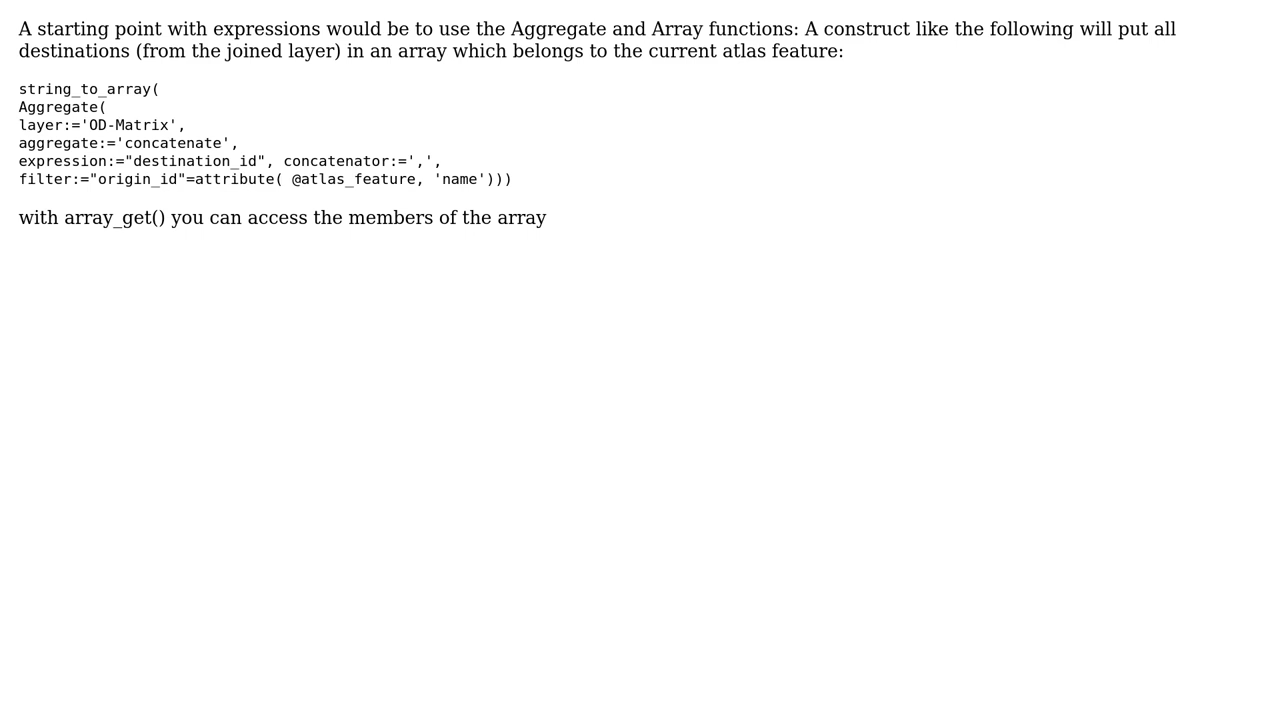 A starting point with expressions would be to use the Aggregate and Array functions: A construct like the following will put all
destinations (from the joined layer) in an array which belongs to the current atlas feature:
string_to_array(
Aggregate(
layer:='OD-Matrix',
aggregate:='concatenate',
expression:="destination_id", concatenator:=',',
filter:="origin_id"=attribute( @atlas_feature, 'name')))
with array_get() you can access the members of the array